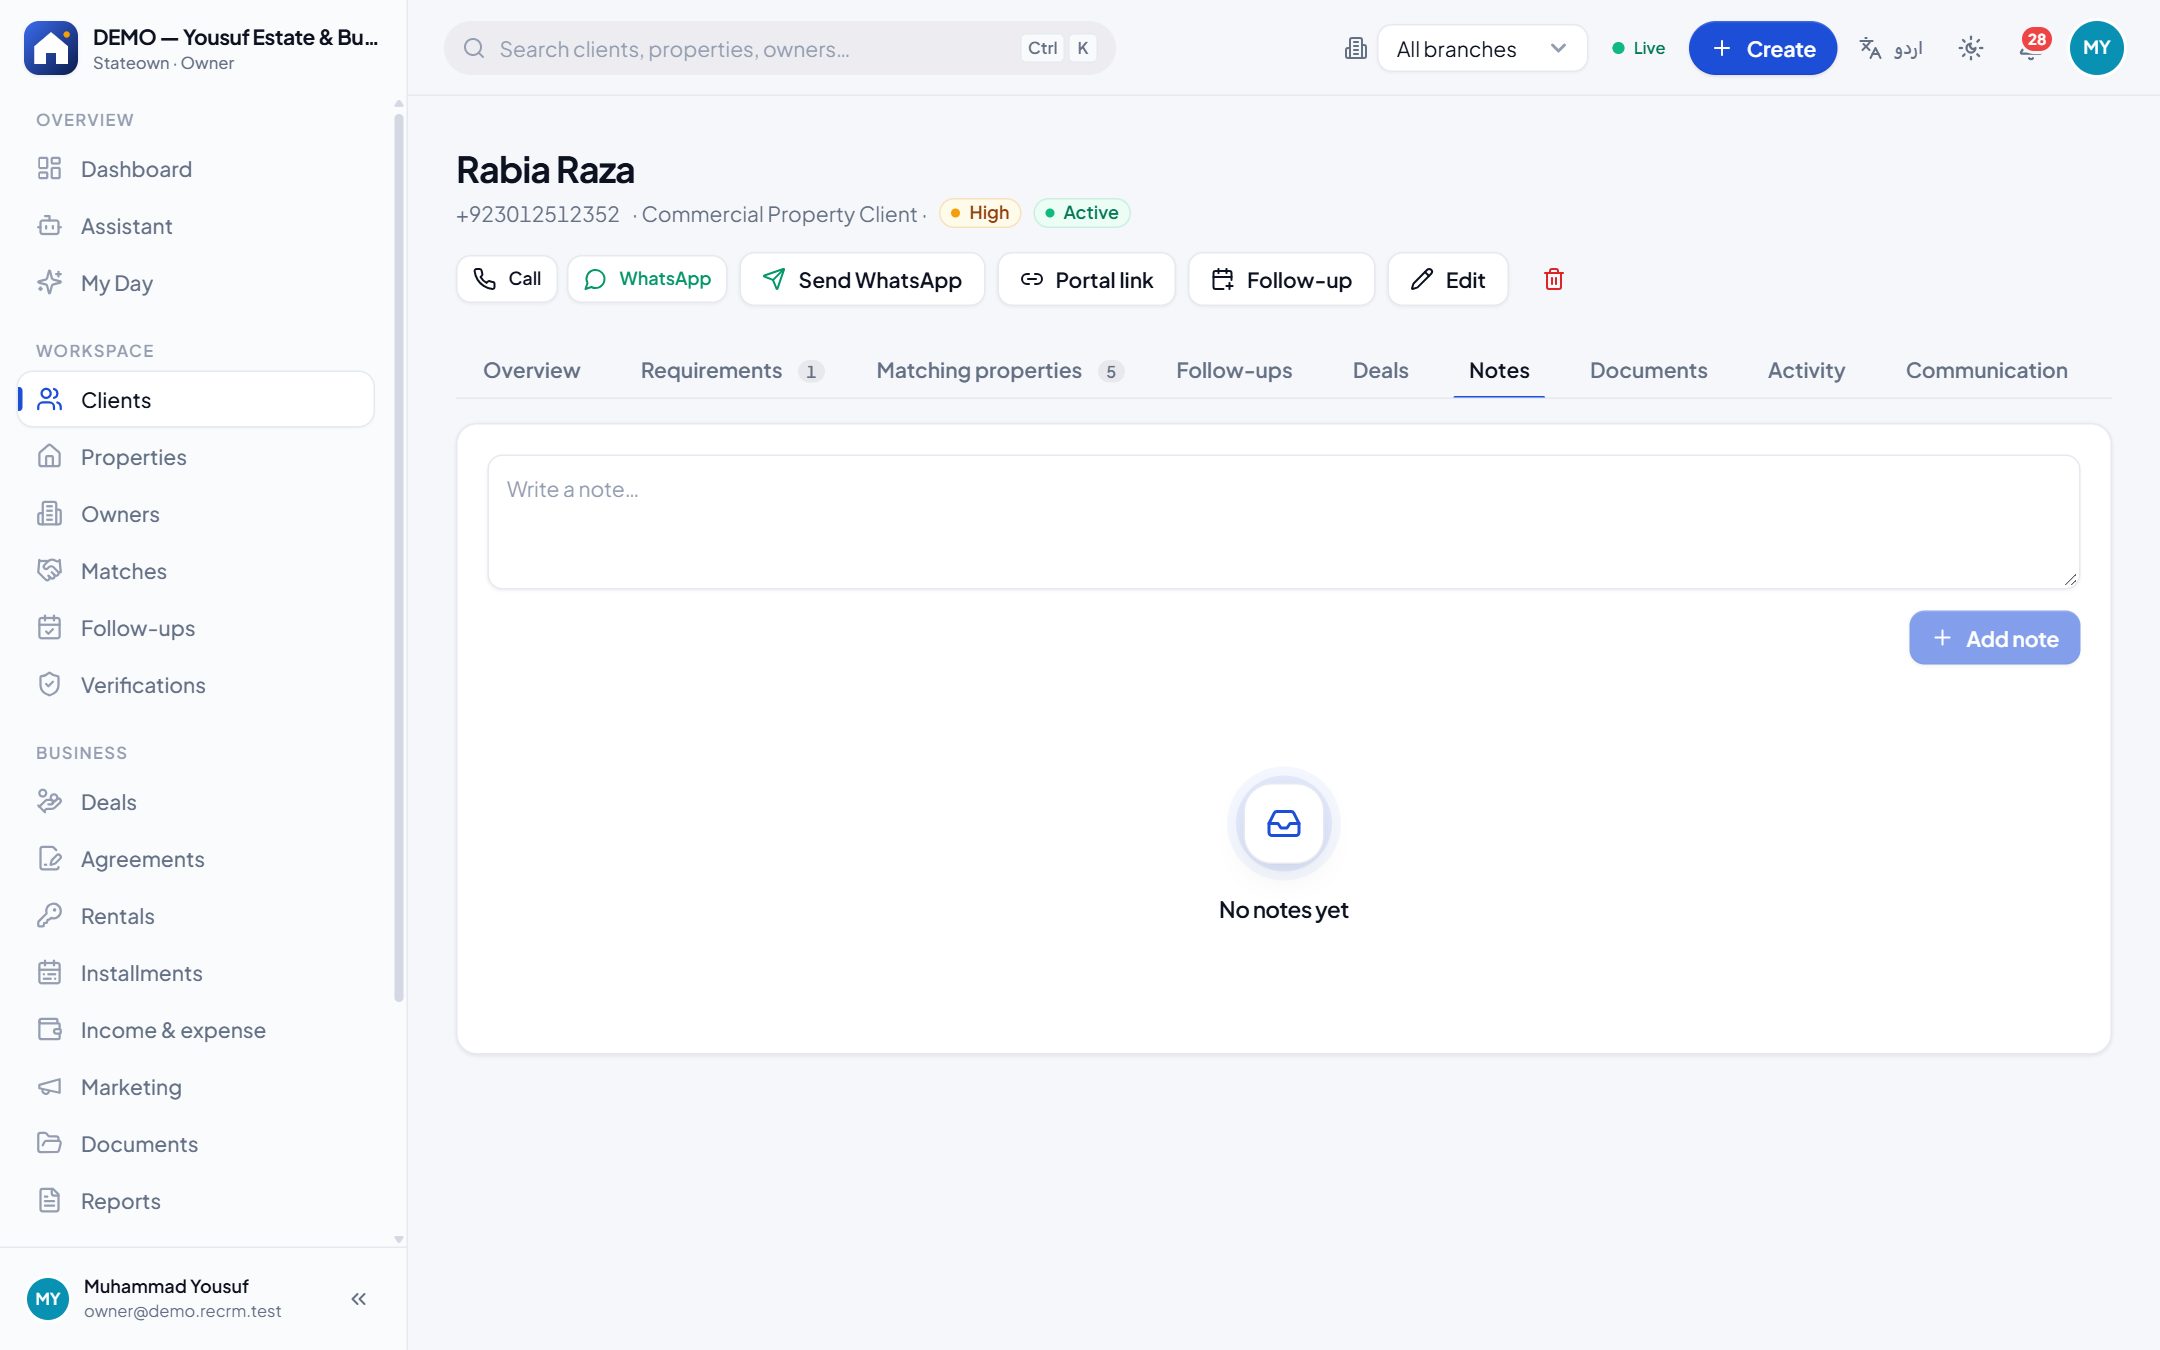 DEMO — Yousuf Estate & Bu...
Stateown · Owner
Search clients, properties, owners...
Ctrl K
All branches
Live
+ Create
اردو
28
MY
OVERVIEW
Dashboard
Assistant
My Day
WORKSPACE
Clients
Properties
Owners
Matches
Follow-ups
Verifications
BUSINESS
Deals
Agreements
Rentals
Installments
Income & expense
Marketing
Documents
Reports
MY
Muhammad Yousuf
owner@demo.recrm.test
Rabia Raza
+923012512352 · Commercial Property Client · High Active
Call WhatsApp Send WhatsApp Portal link Follow-up Edit
Overview Requirements 1 Matching properties 5 Follow-ups Deals Notes Documents Activity Communication
Write a note...
+ Add note
No notes yet